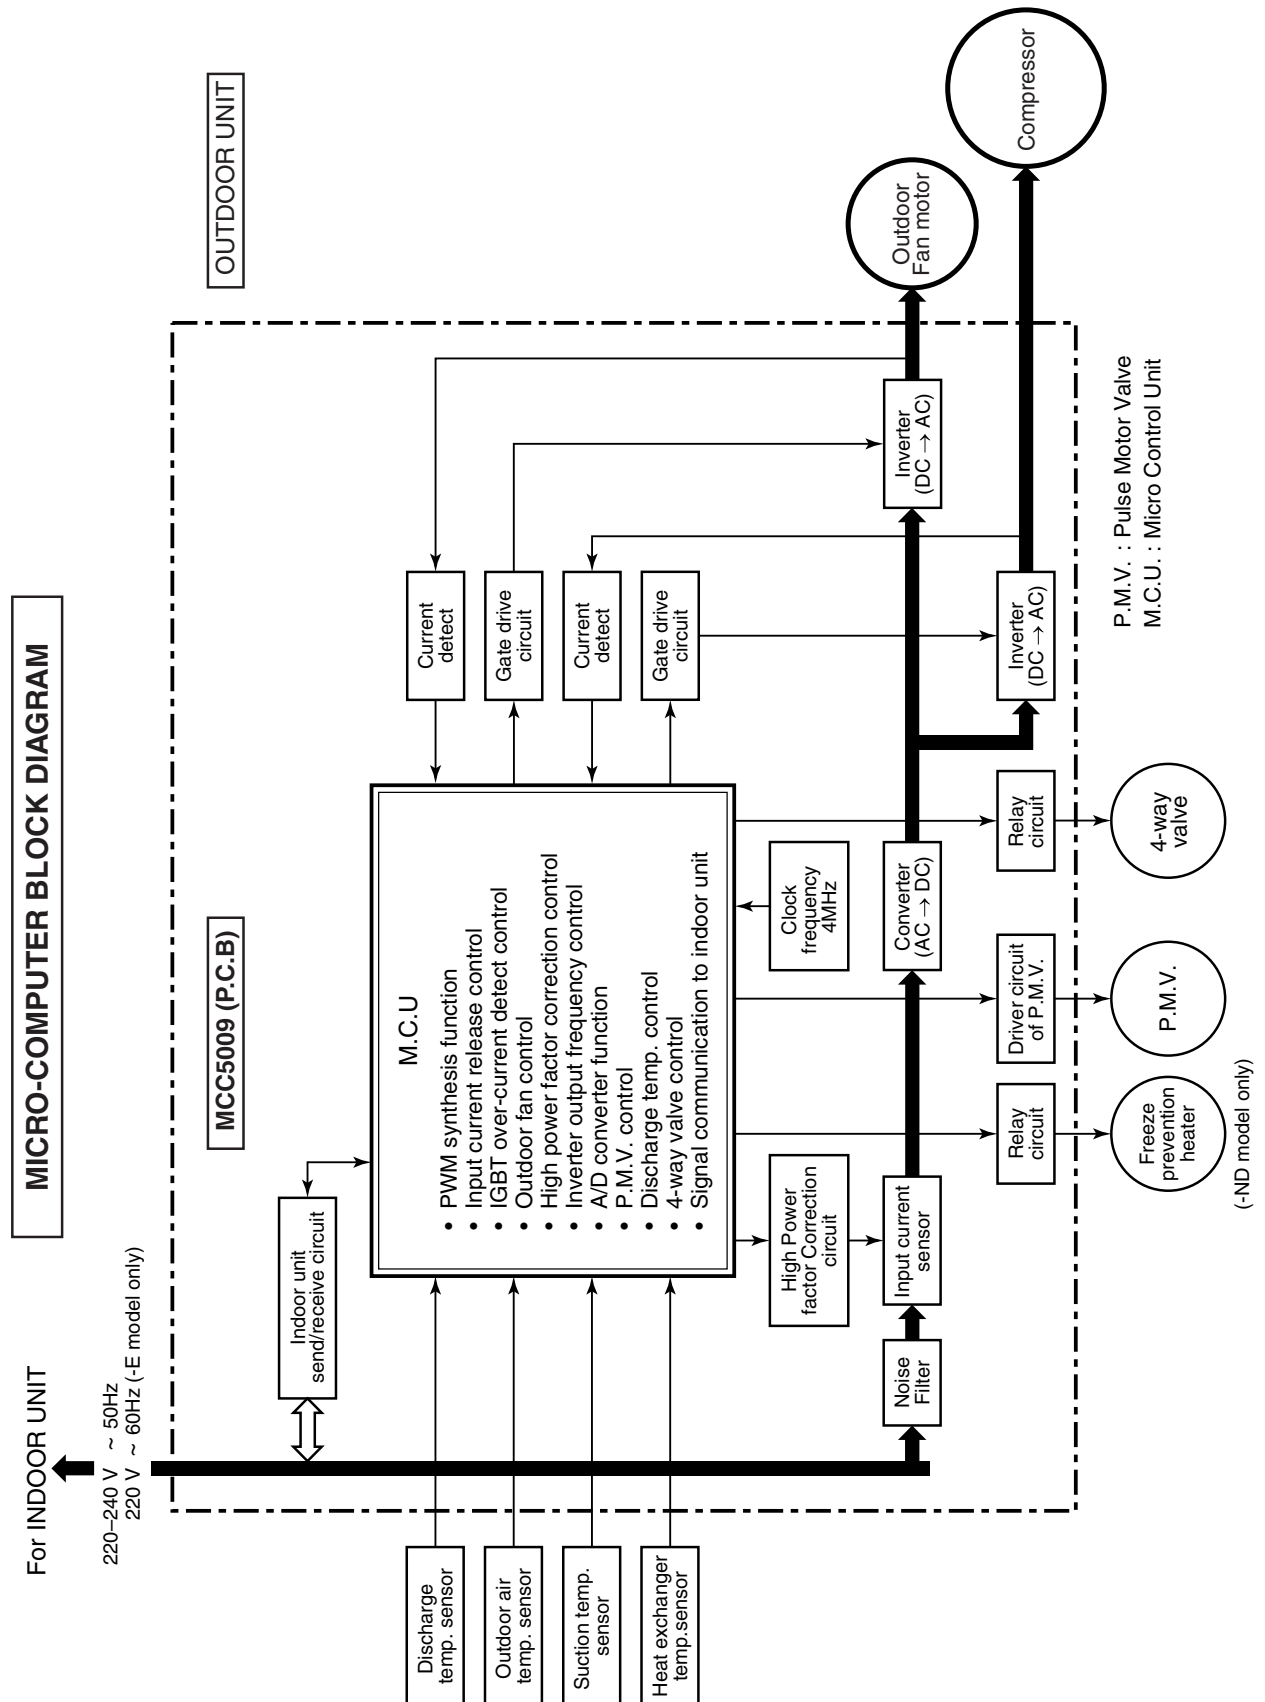 MICRO-COMPUTER BLOCK DIAGRAM
For INDOOR UNIT
220–240 V ~ 50Hz
220 V ~ 60Hz (-E model only)
MCC5009 (P.C.B)
OUTDOOR UNIT
Indoor unit
send/receive circuit
Discharge
temp. sensor
Outdoor air
temp. sensor
Suction temp.
sensor
Heat exchanger
temp.sensor
M.C.U
• PWM synthesis function
• Input current release control
• IGBT over-current detect control
• Outdoor fan control
• High power factor correction control
• Inverter output frequency control
• A/D converter function
• P.M.V. control
• Discharge temp. control
• 4-way valve control
• Signal communication to indoor unit
Current
detect
Gate drive
circuit
Current
detect
Gate drive
circuit
High Power
factor Correction
circuit
Clock
frequency
4MHz
Noise
Filter
Input current
sensor
Converter
(AC → DC)
Inverter
(DC → AC)
Outdoor
Fan motor
Inverter
(DC → AC)
Compressor
Relay
circuit
Driver circuit
of P.M.V.
Relay
circuit
Freeze
prevention
heater
(-ND model only)
P.M.V.
4-way
valve
P.M.V. : Pulse Motor Valve
M.C.U. : Micro Control Unit